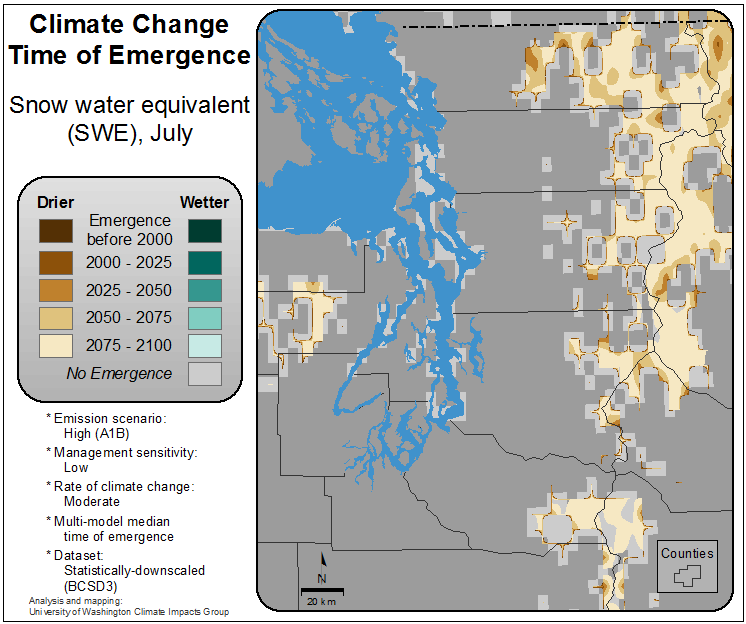 Climate Change
Time of Emergence
Snow water equivalent
(SWE), July
Drier Wetter
Emergence
before 2000
2000 - 2025
2025 - 2050
2050 - 2075
2075 - 2100
No Emergence
* Emission scenario:
High (A1B)
* Management sensitivity:
Low
* Rate of climate change:
Moderate
* Multi-model median
time of emergence
* Dataset:
Statistically-downscaled
(BCSD3)
Analysis and mapping:
University of Washington Climate Impacts Group
N
20 km
Counties